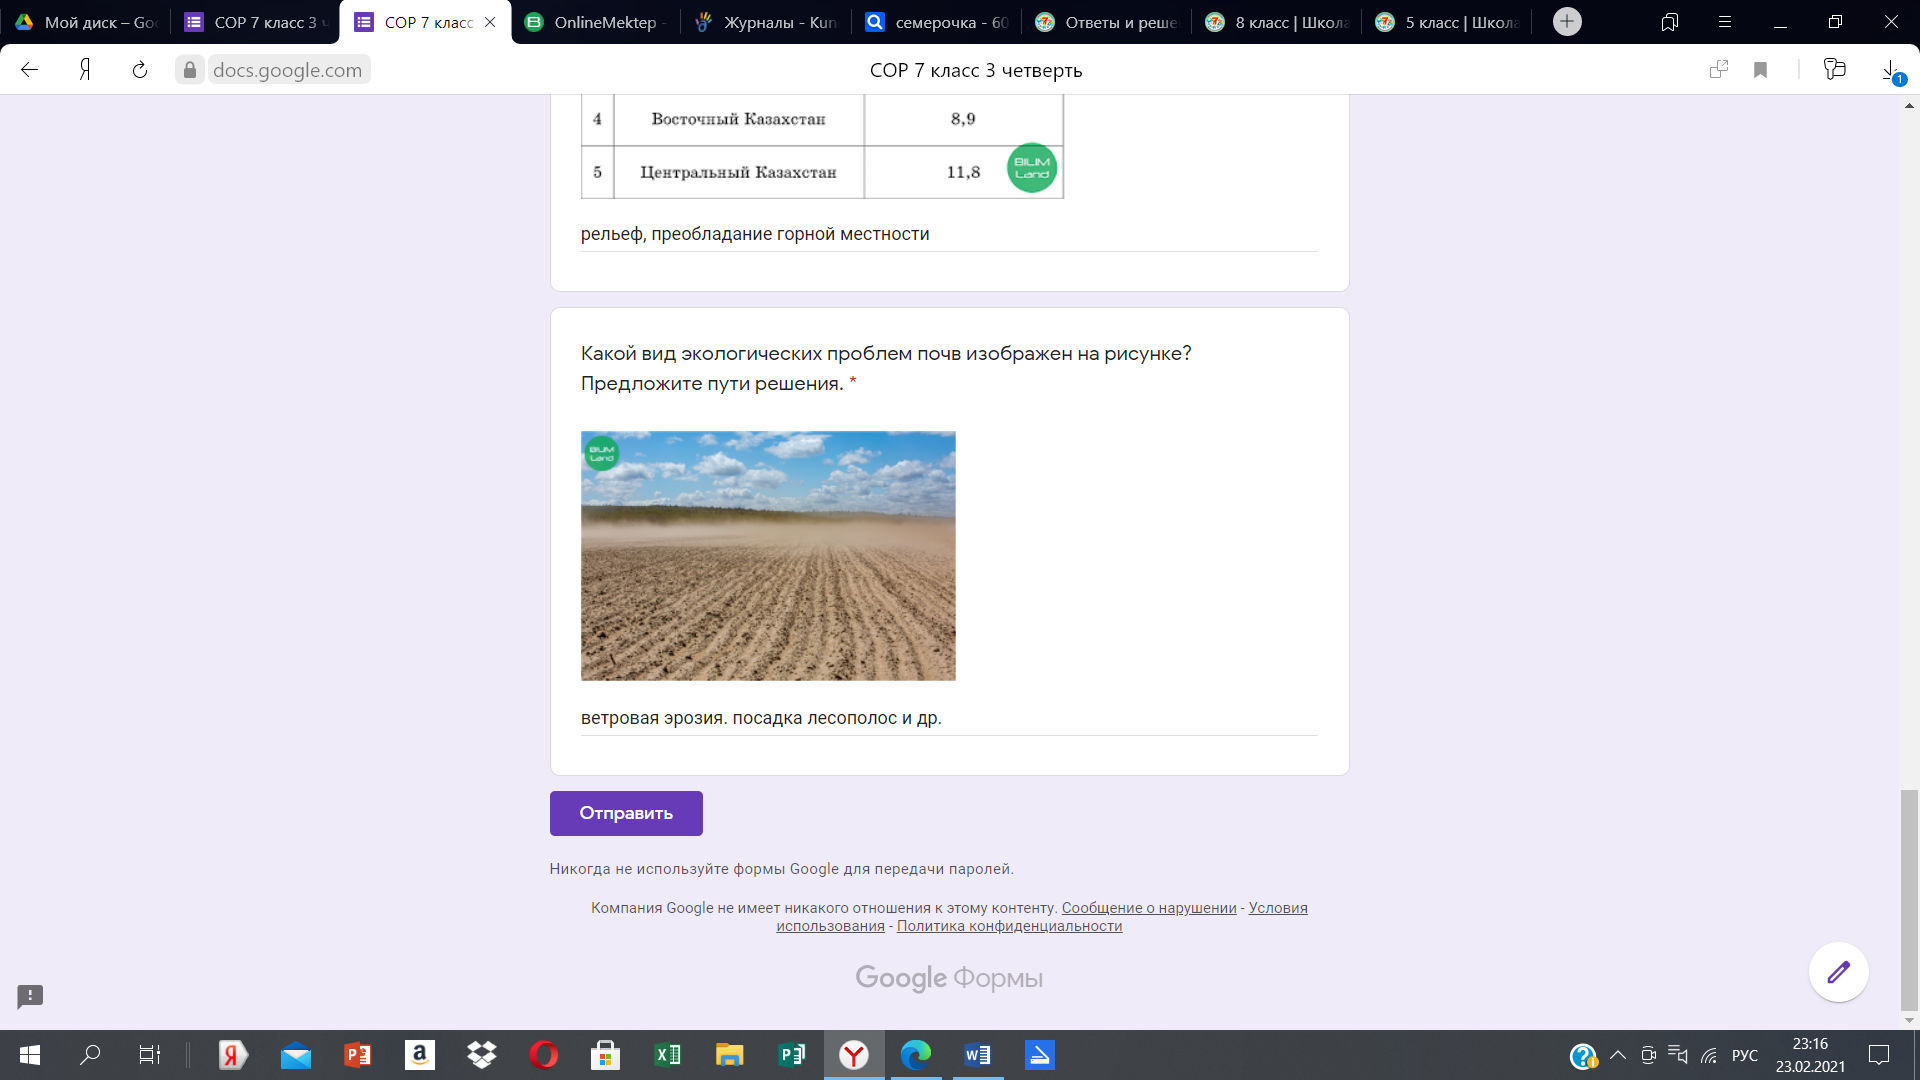 Мой диск – Goo
СОР 7 класс 3 ч
СОР 7 класс
OnlineMektep -
Журналы - Kun
семерочка - 60
Ответы и реше
8 класс | Школа
5 класс | Школа
docs.google.com
СОР 7 класс 3 четверть
1
4 Восточный Казахстан 8,9
5 Центральный Казахстан 11,8
BILIM
Land
рельеф, преобладание горной местности
Какой вид экологических проблем почв изображен на рисунке?
Предложите пути решения. *
BILIM
Land
ветровая эрозия. посадка лесополос и др.
Отправить
Никогда не используйте формы Google для передачи паролей.
Компания Google не имеет никакого отношения к этому контенту. Сообщение о нарушении - Условия
использования - Политика конфиденциальности
Google Формы
РУС
23:16
23.02.2021